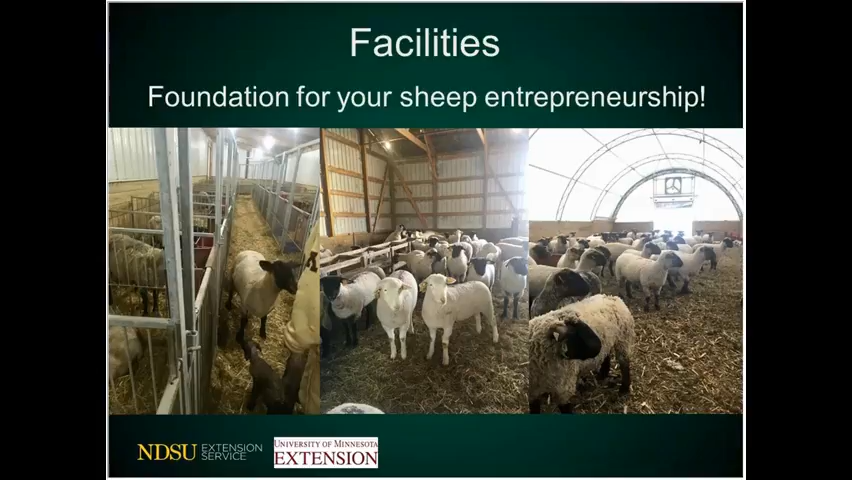 Facilities
Foundation for your sheep entrepreneurship!
NDSU EXTENSION
SERVICE
UNIVERSITY OF MINNESOTA
EXTENSION